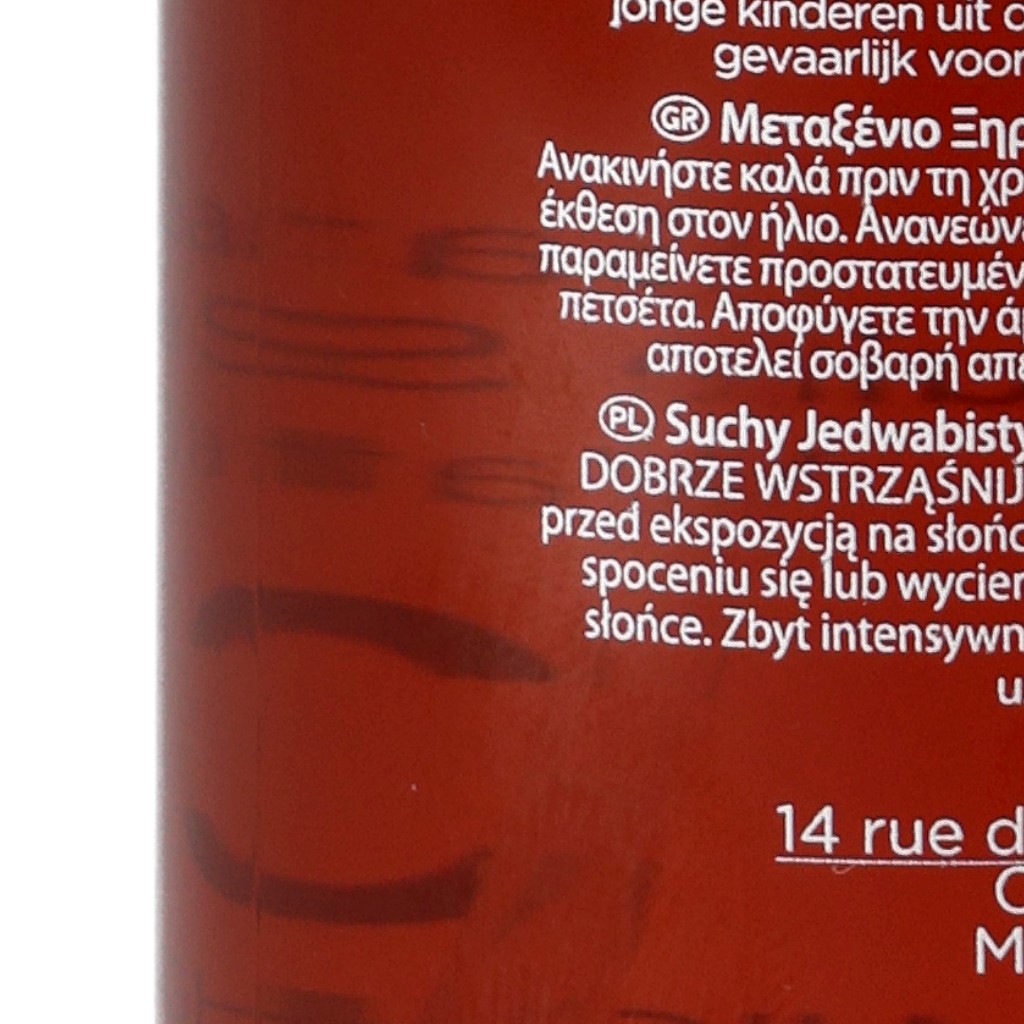 jonge kinderen uit
gevaarlijk voor
GR Μεταξένιο Ξηρ
Ανακινήστε καλά πριν τη χρ
έκθεση στον ήλιο. Ανανεώνε
παραμείνετε προστατευμέν
πετσέτα. Αποφύγετε την ά
αποτελεί σοβαρή απε
PL Suchy Jedwabisty
DOBRZE WSTRZĄŚNIJ
przed ekspozycją na słońc
spoceniu się lub wycier
słońce. Zbyt intensywn
u
14 rue d
C
M